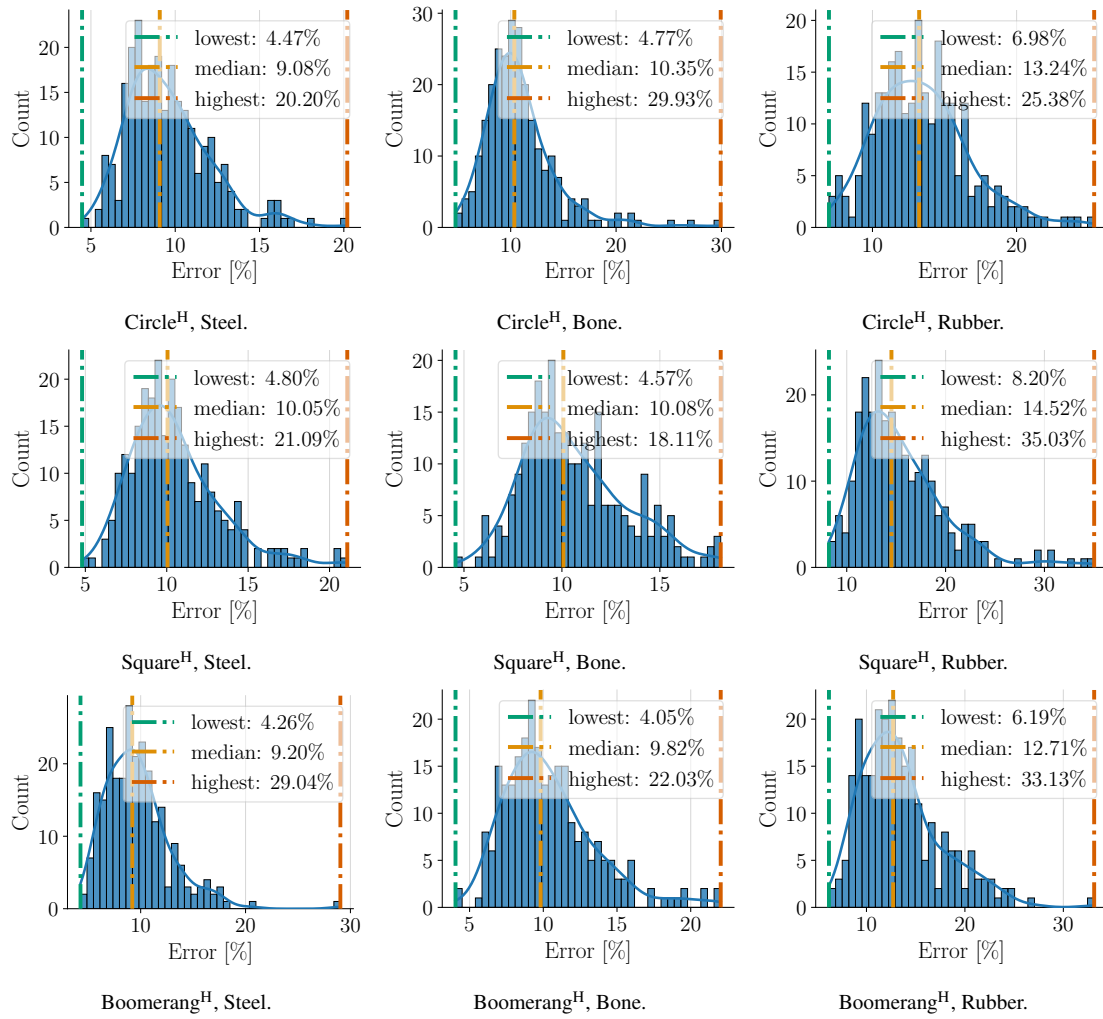 20
15
10
5
0
Count
lowest: 4.47%
median: 9.08%
highest: 20.20%
5
10
15
20
Error [%]
Circle^H, Steel.
30
20
10
0
Count
lowest: 4.77%
median: 10.35%
highest: 29.93%
10
20
30
Error [%]
Circle^H, Bone.
20
15
10
5
0
Count
lowest: 6.98%
median: 13.24%
highest: 25.38%
10
20
Error [%]
Circle^H, Rubber.
20
15
10
5
0
Count
lowest: 4.80%
median: 10.05%
highest: 21.09%
5
10
15
20
Error [%]
Square^H, Steel.
20
15
10
5
0
Count
lowest: 4.57%
median: 10.08%
highest: 18.11%
5
10
15
Error [%]
Square^H, Bone.
20
10
0
Count
lowest: 8.20%
median: 14.52%
highest: 35.03%
10
20
30
Error [%]
Square^H, Rubber.
20
10
0
Count
lowest: 4.26%
median: 9.20%
highest: 29.04%
10
20
30
Error [%]
Boomerang^H, Steel.
20
15
10
5
0
Count
lowest: 4.05%
median: 9.82%
highest: 22.03%
5
10
15
20
Error [%]
Boomerang^H, Bone.
20
15
10
5
0
Count
lowest: 6.19%
median: 12.71%
highest: 33.13%
10
20
30
Error [%]
Boomerang^H, Rubber.